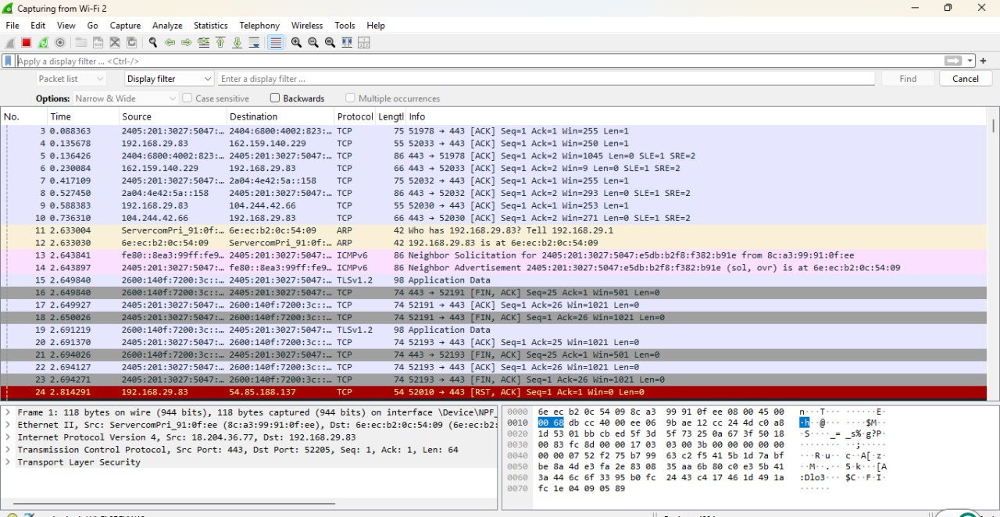 Capturing from Wi-Fi 2
File Edit View Go Capture Analyze Statistics Telephony Wireless Tools Help
Apply a display filter ... <Ctrl-/>
Packet list Display filter Enter a display filter ... Find Cancel
Options: Narrow & Wide Case sensitive Backwards Multiple occurrences
No. Time Source Destination Protocol Lengtl Info
3 0.088363 2405:201:3027:5047:… 2404:6800:4002:823:… TCP 75 51978 → 443 [ACK] Seq=1 Ack=1 Win=255 Len=1
4 0.135678 192.168.29.83 162.159.140.229 TCP 55 52033 → 443 [ACK] Seq=1 Ack=1 Win=250 Len=1
5 0.136426 2404:6800:4002:823:… 2405:201:3027:5047:… TCP 86 443 → 51978 [ACK] Seq=1 Ack=2 Win=1045 Len=0 SLE=1 SRE=2
6 0.230084 162.159.140.229 192.168.29.83 TCP 66 443 → 52033 [ACK] Seq=1 Ack=2 Win=9 Len=0 SLE=1 SRE=2
7 0.417109 2405:201:3027:5047:… 2a04:4e42:5a::158 TCP 75 52032 → 443 [ACK] Seq=1 Ack=1 Win=255 Len=1
8 0.527450 2a04:4e42:5a::158 2405:201:3027:5047:… TCP 86 443 → 52032 [ACK] Seq=1 Ack=2 Win=293 Len=0 SLE=1 SRE=2
9 0.588383 192.168.29.83 104.244.42.66 TCP 55 52030 → 443 [ACK] Seq=1 Ack=1 Win=253 Len=1
10 0.736310 104.244.42.66 192.168.29.83 TCP 66 443 → 52030 [ACK] Seq=1 Ack=2 Win=271 Len=0 SLE=1 SRE=2
11 2.633004 ServercomPri_91:0f:… 6e:ec:b2:0c:54:09 ARP 42 Who has 192.168.29.83? Tell 192.168.29.1
12 2.633030 6e:ec:b2:0c:54:09 ServercomPri_91:0f:… ARP 42 192.168.29.83 is at 6e:ec:b2:0c:54:09
13 2.643841 fe80::8ea3:99ff:fe9… 2405:201:3027:5047:… ICMPv6 86 Neighbor Solicitation for 2405:201:3027:5047:e5db:b2f8:f382:b91e from 8c:a3:99:91:0f:ee
14 2.643897 2405:201:3027:5047:… fe80::8ea3:99ff:fe9… ICMPv6 86 Neighbor Advertisement 2405:201:3027:5047:e5db:b2f8:f382:b91e (sol, ovr) is at 6e:ec:b2:0c:54:09
15 2.649840 2600:140f:7200:3c::… 2405:201:3027:5047:… TLSv1.2 98 Application Data
16 2.649840 2600:140f:7200:3c::… 2405:201:3027:5047:… TCP 74 443 → 52191 [FIN, ACK] Seq=25 Ack=1 Win=501 Len=0
17 2.649927 2405:201:3027:5047:… 2600:140f:7200:3c::… TCP 74 52191 → 443 [ACK] Seq=1 Ack=26 Win=1021 Len=0
18 2.650026 2405:201:3027:5047:… 2600:140f:7200:3c::… TCP 74 52191 → 443 [FIN, ACK] Seq=1 Ack=26 Win=1021 Len=0
19 2.691219 2600:140f:7200:3c::… 2405:201:3027:5047:… TLSv1.2 98 Application Data
20 2.691370 2405:201:3027:5047:… 2600:140f:7200:3c::… TCP 74 52193 → 443 [ACK] Seq=1 Ack=25 Win=1021 Len=0
21 2.694026 2600:140f:7200:3c::… 2405:201:3027:5047:… TCP 74 443 → 52193 [FIN, ACK] Seq=25 Ack=1 Win=501 Len=0
22 2.694127 2405:201:3027:5047:… 2600:140f:7200:3c::… TCP 74 52193 → 443 [ACK] Seq=1 Ack=26 Win=1021 Len=0
23 2.694271 2405:201:3027:5047:… 2600:140f:7200:3c::… TCP 74 52193 → 443 [FIN, ACK] Seq=1 Ack=26 Win=1021 Len=0
24 2.814291 192.168.29.83 54.85.188.137 TCP 54 52010 → 443 [RST, ACK] Seq=1 Ack=1 Win=0 Len=0
Frame 1: 118 bytes on wire (944 bits), 118 bytes captured (944 bits) on interface \Device\NPF_
Ethernet II, Src: ServercomPri_91:0f:ee (8c:a3:99:91:0f:ee), Dst: 6e:ec:b2:0c:54:09 (6e:ec:b2:
Internet Protocol Version 4, Src: 18.204.36.77, Dst: 192.168.29.83
Transmission Control Protocol, Src Port: 443, Dst Port: 52205, Seq: 1, Ack: 1, Len: 64
Transport Layer Security
0000 6e ec b2 0c 54 09 8c a3 99 91 0f ee 08 00 45 00 n···T··· ······E·
0010 00 68 db cc 40 00 ee 06 9b ae 12 cc 24 4d c0 a8 ·h··@··· ····$M··
0020 1d 53 01 bb cb ed 5f 3d 5f 73 25 0a 67 3f 50 18 ·S····_= _s%·g?P·
0030 00 83 fc 8d 00 00 17 03 03 00 3b 00 00 00 00 00 ········ ··;·····
0040 00 00 07 52 f2 75 b7 99 63 c2 f5 41 5b 1d 7a bf ···R·u·· c··A[·z·
0050 be 8a 4d e3 fa 2e 83 08 35 aa 6b 80 c0 e3 5b 41 ··M··.·· 5·k···[A
0060 3a 44 6c 6f 33 95 b0 fc 24 43 c4 17 46 1d 49 1a :Dlo3··· $C··F·I·
0070 fc 1e 04 09 05 89 ······